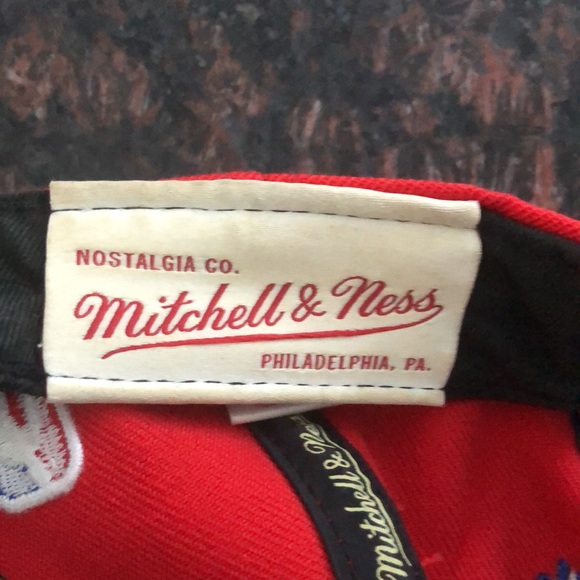 NOSTALGIA CO.
Mitchell & Ness
PHILADELPHIA, PA.
Mitchell & Ness